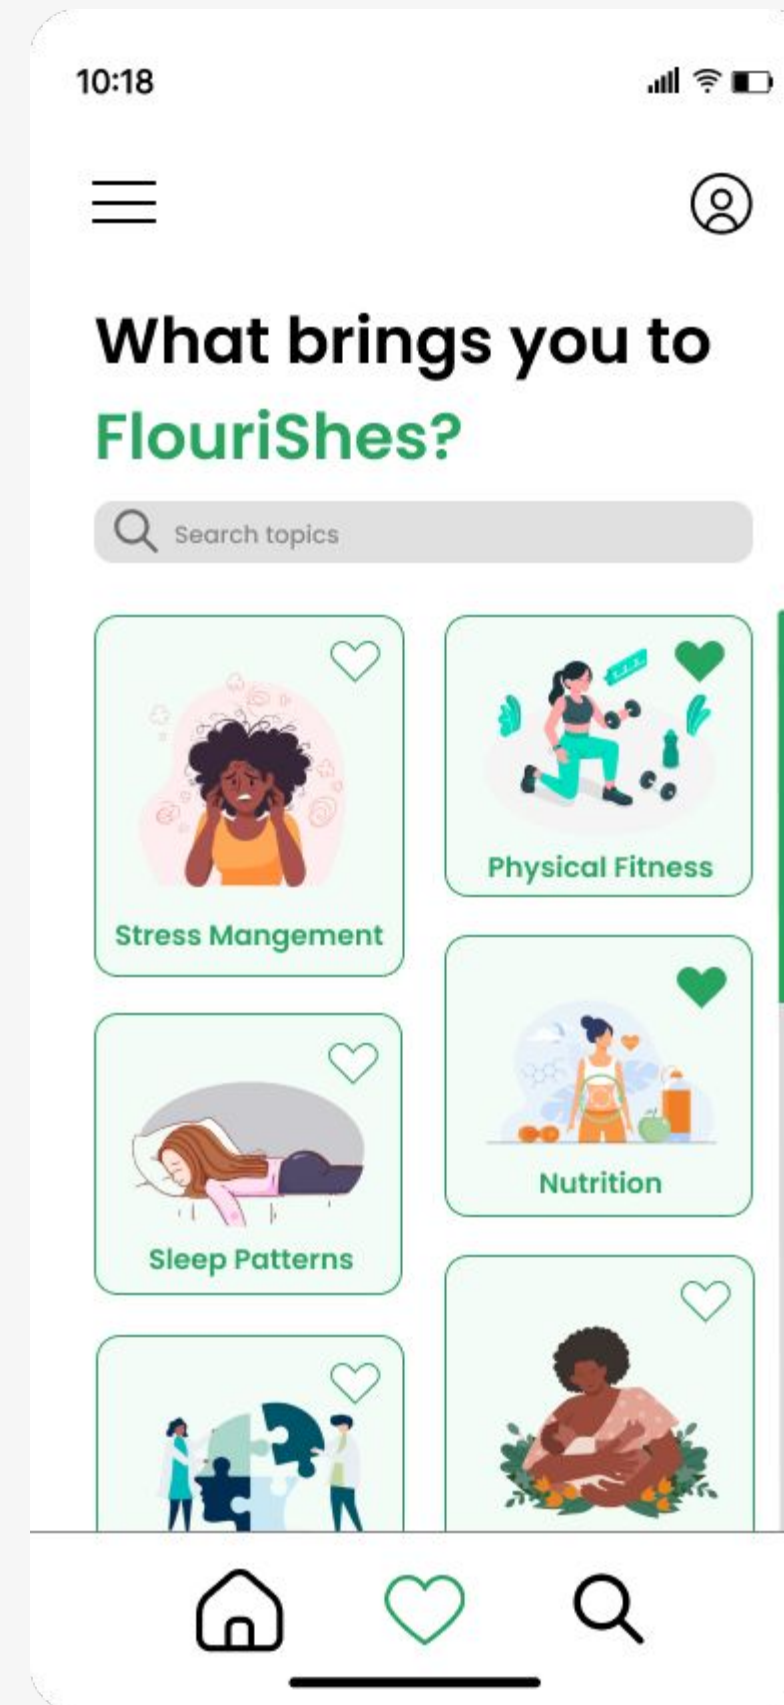 10:18
What brings you to
FlouriShes?
Search topics
Stress Mangement
Physical Fitness
Sleep Patterns
Nutrition